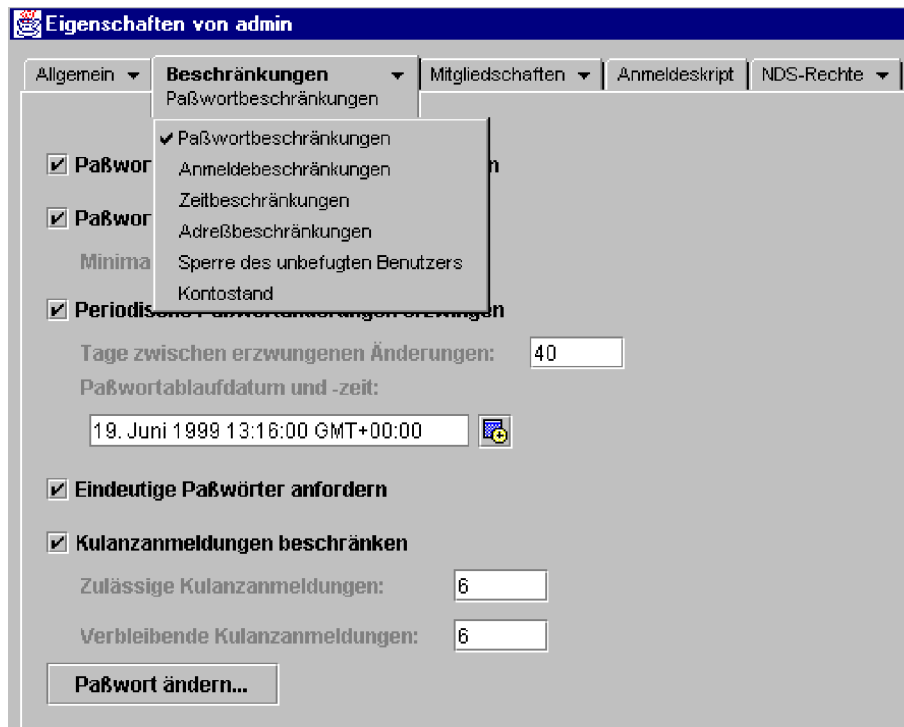 Eigenschaften von admin
Allgemein Beschränkungen Mitgliedschaften Anmeldeskript NDS-Rechte
Paßwortbeschränkungen
Paßwortbeschränkungen
Anmeldebeschränkungen
Zeitbeschränkungen
Adreßbeschränkungen
Sperre des unbefugten Benutzers
Kontostand
Tage zwischen erzwungenen Änderungen: 40
Paßwortablaufdatum und -zeit:
19. Juni 1999 13:16:00 GMT+00:00
Eindeutige Paßwörter anfordern
Kulanzanmeldungen beschränken
Zulässige Kulanzanmeldungen: 6
Verbleibende Kulanzanmeldungen: 6
Paßwort ändern...